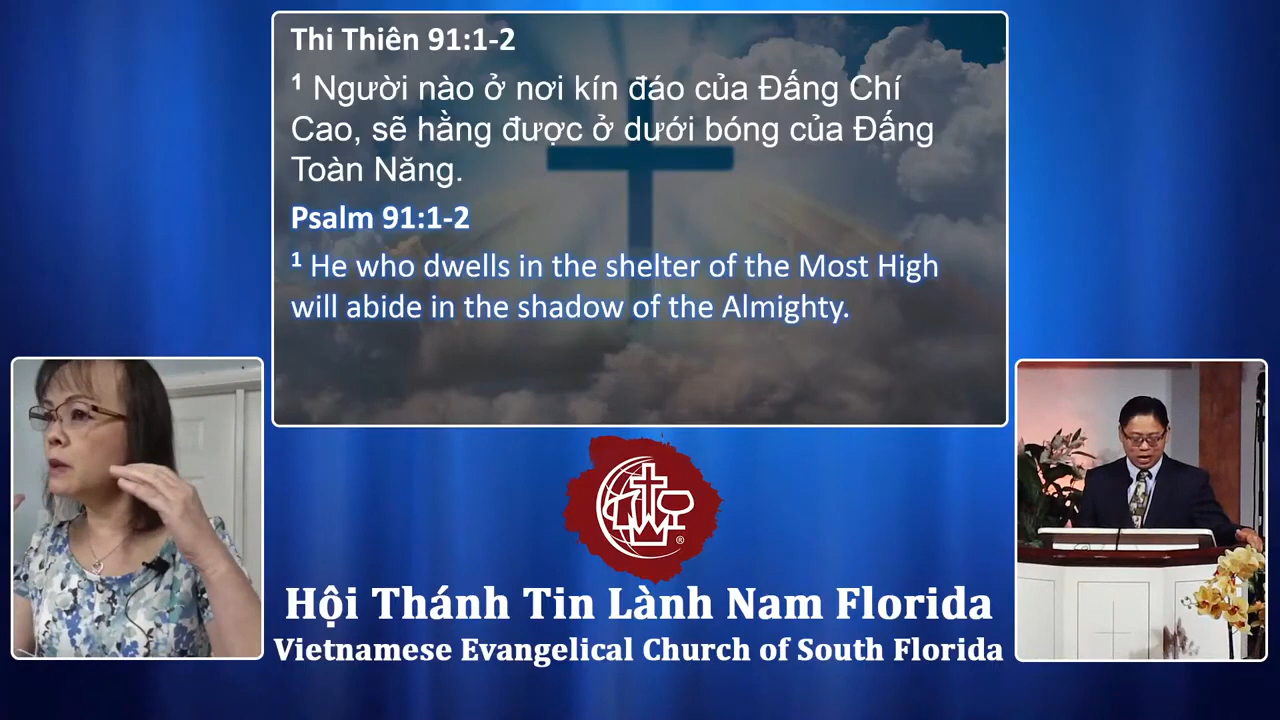 Thi Thiên 91:1-2
¹ Người nào ở nơi kín đáo của Đấng Chí
Cao, sẽ hằng được ở dưới bóng của Đấng
Toàn Năng.
Psalm 91:1-2
¹ He who dwells in the shelter of the Most High
will abide in the shadow of the Almighty.
®
Hội Thánh Tin Lành Nam Florida
Vietnamese Evangelical Church of South Florida